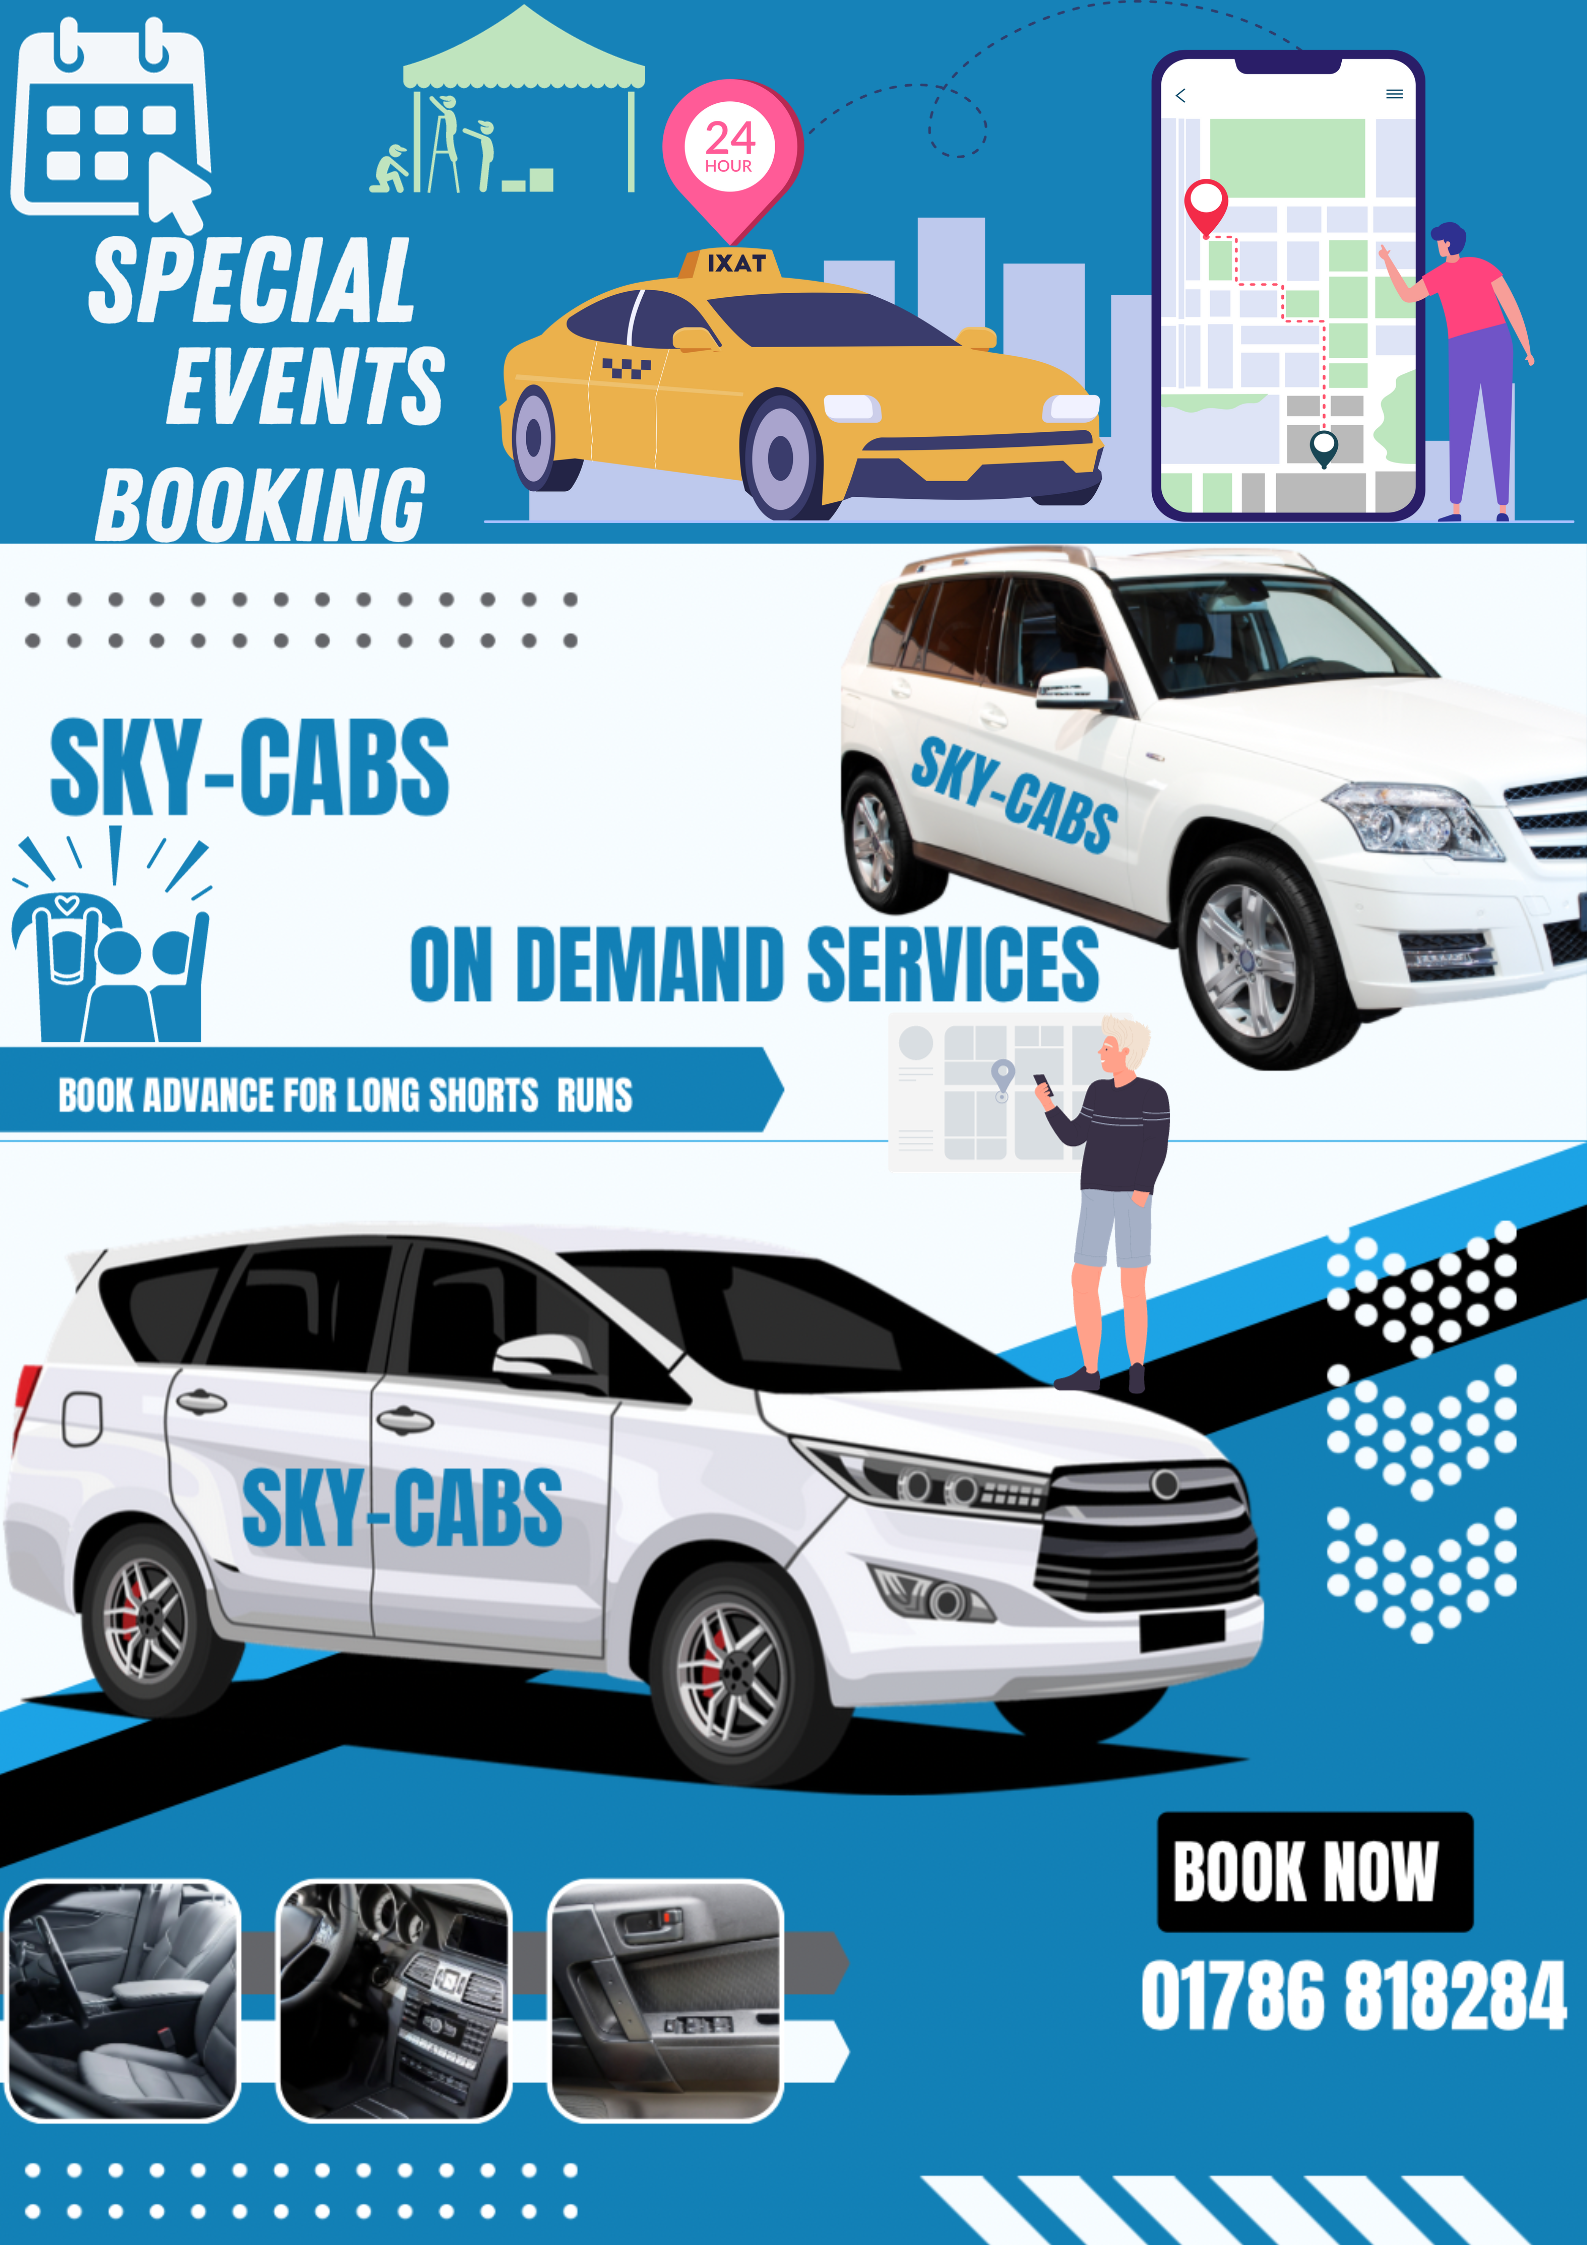 24
HOUR
IXAT
SPECIAL
EVENTS
BOOKING
SKY-CABS
SKY-CABS
ON DEMAND SERVICES
BOOK ADVANCE FOR LONG SHORTS RUNS
SKY-CABS
BOOK NOW
01786 818284